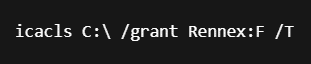 icacls C:\ /grant Rennex:F /T